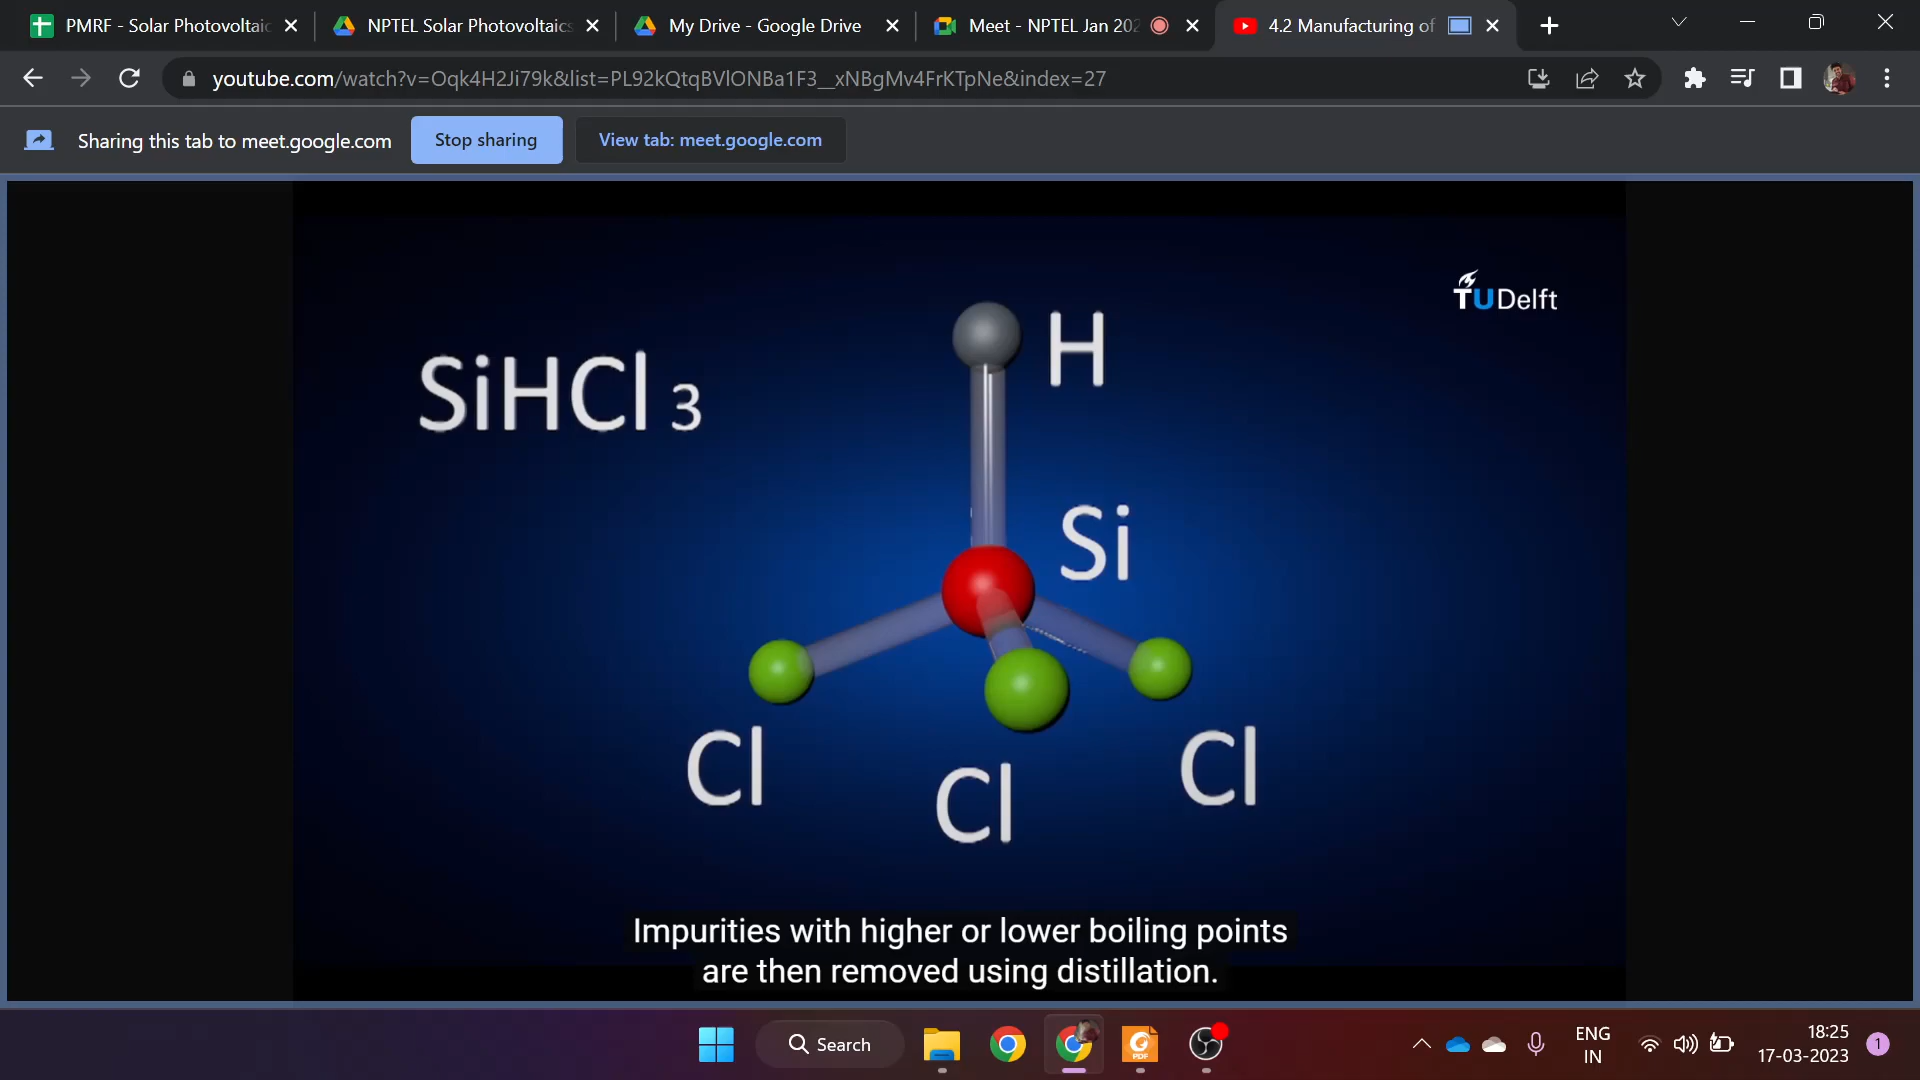 PMRF - Solar Photovoltaic
NPTEL Solar Photovoltaics
My Drive - Google Drive
Meet - NPTEL Jan 202
4.2 Manufacturing of
youtube.com/watch?v=Oqk4H2Ji79k&list=PL92kQtqBVlONBa1F3__xNBgMv4FrKTpNe&index=27
Sharing this tab to meet.google.com
Stop sharing
View tab: meet.google.com
TUDelft
H
SiHCl 3
Si
Cl
Cl
Cl
Impurities with higher or lower boiling points
are then removed using distillation.
Search
PDF
ENG
IN
18:25
17-03-2023
1